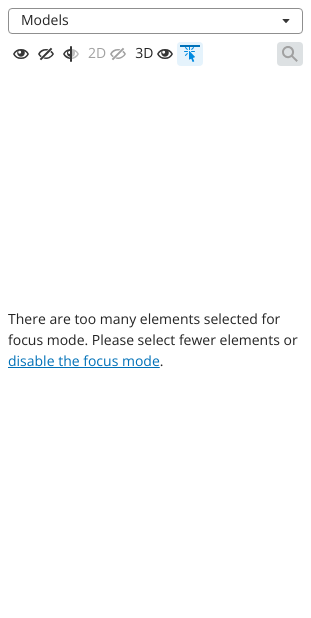 Models
2D 3D
There are too many elements selected for
focus mode. Please select fewer elements or
disable the focus mode.